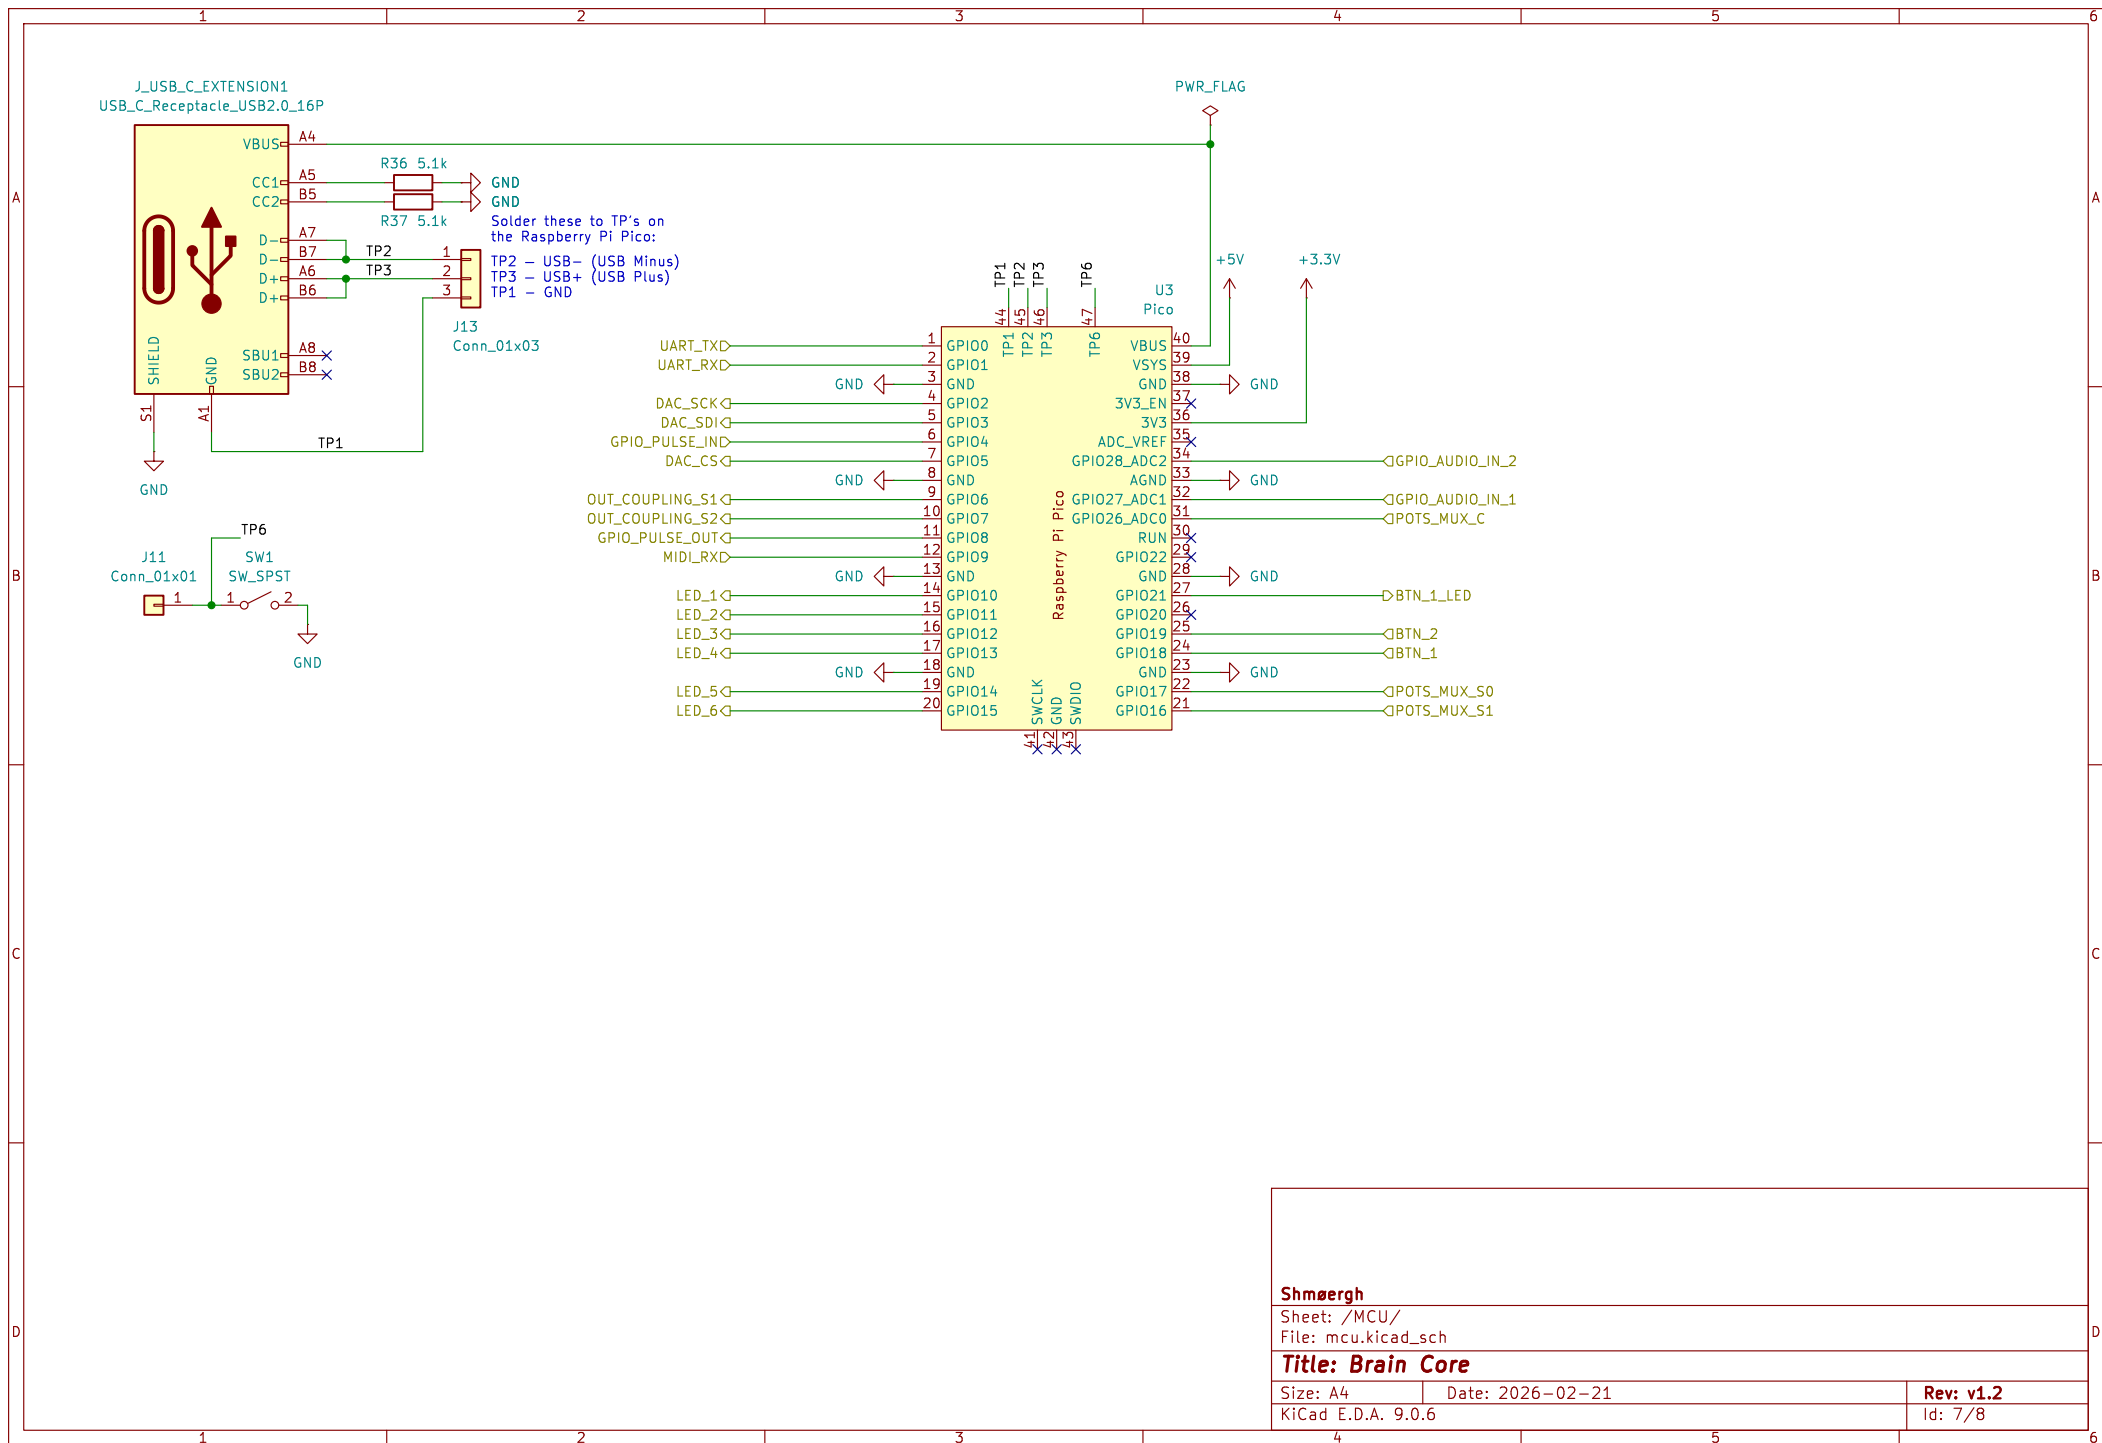 1 2 3 4 5 6
A
B
C
D
A
B
C
D
J_USB_C_EXTENSION1
USB_C_Receptacle_USB2.0_16P
VBUS A4
CC1 A5
CC2 B5
D- A7
D- B7
D+ A6
D+ B6
SBU1 A8
SBU2 B8
SHIELD
GND
S1
A1
GND
R36 5.1k
GND
GND
R37 5.1k
Solder these to TP's on
the Raspberry Pi Pico:
TP2 - USB- (USB Minus)
TP3 - USB+ (USB Plus)
TP1 - GND
TP2
TP3
1
2
3
J13
Conn_01x03
TP1
TP6
J11
Conn_01x01
1
SW1
SW_SPST
1 2
GND
PWR_FLAG
+5V
+3.3V
U3
Pico
TP1
TP2
TP3
TP6
44
45
46
47
TP1
TP2
TP3
TP6
UART_TX 1 GPIO0
UART_RX 2 GPIO1
GND 3 GND
DAC_SCK 4 GPIO2
DAC_SDI 5 GPIO3
GPIO_PULSE_IN 6 GPIO4
DAC_CS 7 GPIO5
GND 8 GND
OUT_COUPLING_S1 9 GPIO6
OUT_COUPLING_S2 10 GPIO7
GPIO_PULSE_OUT 11 GPIO8
MIDI_RX 12 GPIO9
GND 13 GND
LED_1 14 GPIO10
LED_2 15 GPIO11
LED_3 16 GPIO12
LED_4 17 GPIO13
GND 18 GND
LED_5 19 GPIO14
LED_6 20 GPIO15
Raspberry Pi Pico
VBUS 40
VSYS 39
GND 38 GND
3V3_EN 37
3V3 36
ADC_VREF 35
GPIO28_ADC2 34 GPIO_AUDIO_IN_2
AGND 33 GND
GPIO27_ADC1 32 GPIO_AUDIO_IN_1
GPIO26_ADC0 31 POTS_MUX_C
RUN 30
GPIO22 29
GND 28 GND
GPIO21 27 BTN_1_LED
GPIO20 26
GPIO19 25 BTN_2
GPIO18 24 BTN_1
GND 23 GND
GPIO17 22 POTS_MUX_S0
GPIO16 21 POTS_MUX_S1
SWCLK
GND
SWDIO
41
42
43
Shmøergh
Sheet: /MCU/
File: mcu.kicad_sch
Title: Brain Core
Size: A4 Date: 2026-02-21 Rev: v1.2
KiCad E.D.A. 9.0.6 Id: 7/8
1 2 3 4 5 6